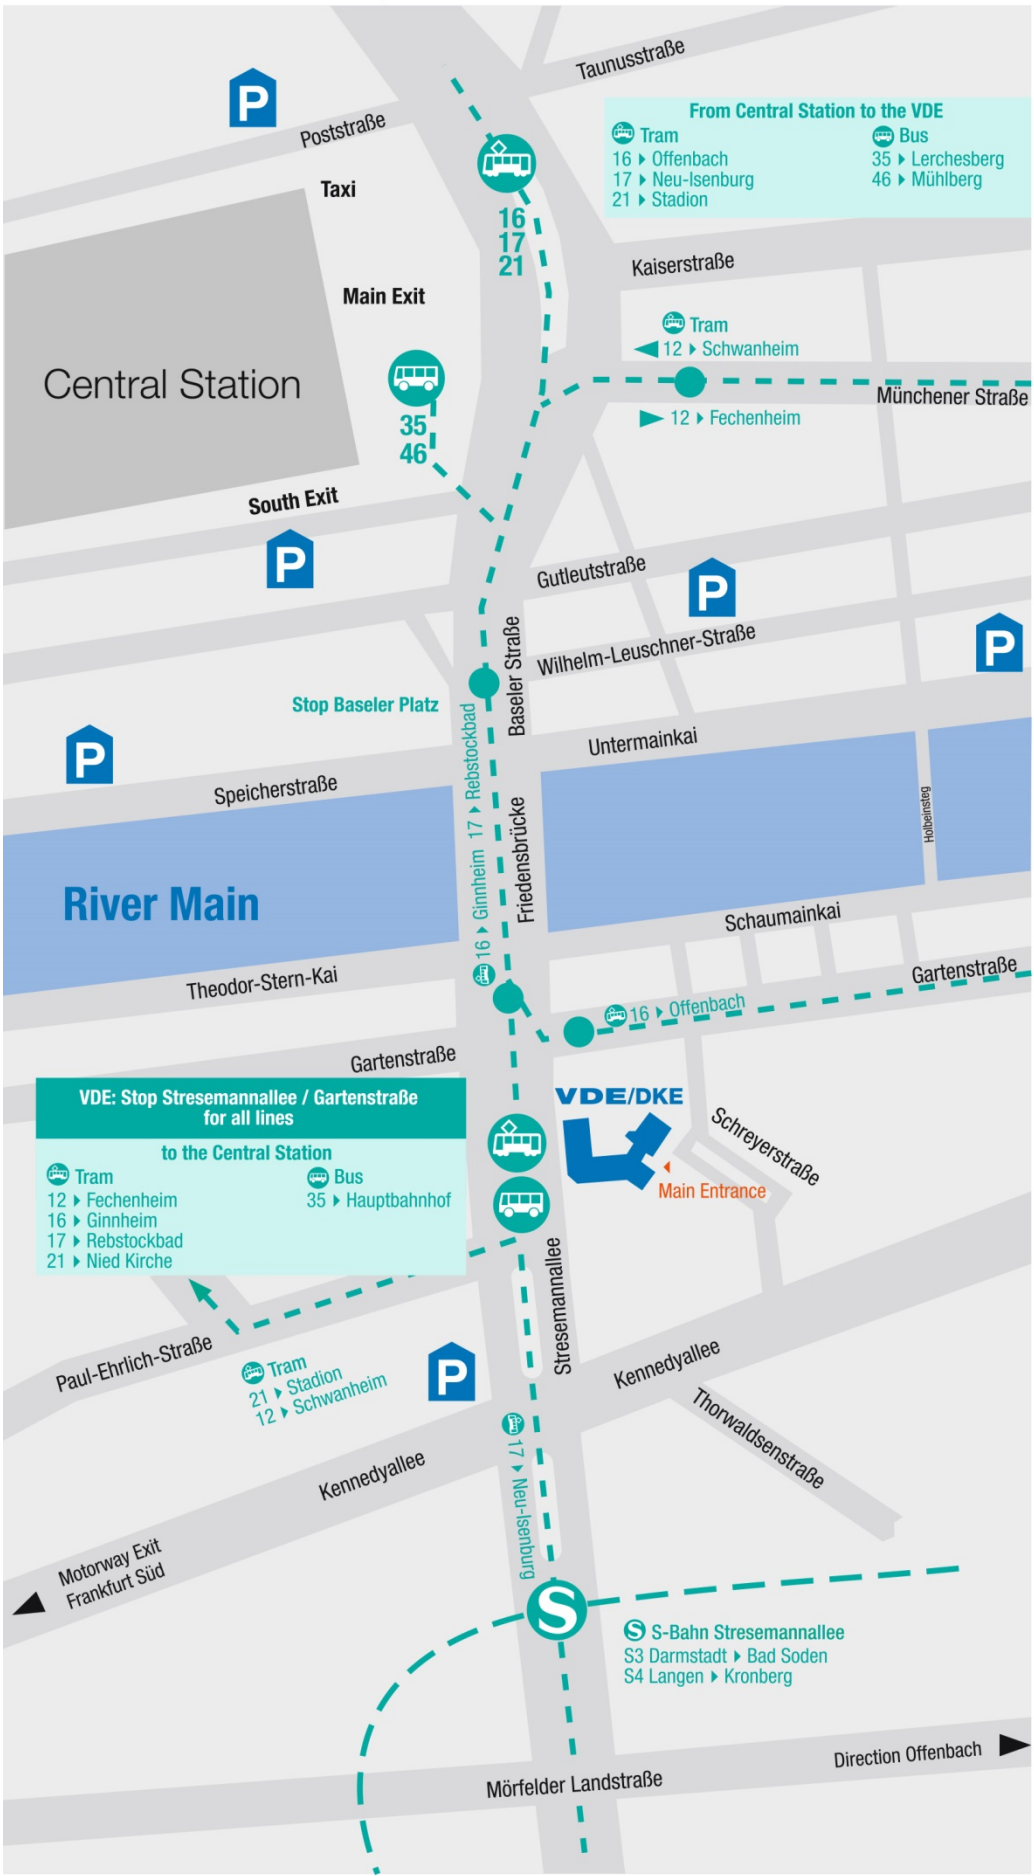 Taunusstraße
P
Poststraße
From Central Station to the VDE
Tram
16 ▸ Offenbach
17 ▸ Neu-Isenburg
21 ▸ Stadion
Bus
35 ▸ Lerchesberg
46 ▸ Mühlberg
Taxi
16
17
21
Kaiserstraße
Main Exit
Tram
◀ 12 ▸ Schwanheim
Central Station
Münchener Straße
▶ 12 ▸ Fechenheim
35
46
South Exit
P
Gutleutstraße
P
Wilhelm-Leuschner-Straße
P
Baseler Straße
Stop Baseler Platz
P
Untermainkai
Speicherstraße
17 ▸ Rebstockbad
16 ▸ Ginnheim
Friedensbrücke
Holbeinsteg
River Main
Schaumainkai
Theodor-Stern-Kai
Gartenstraße
16 ▸ Offenbach
Gartenstraße
VDE: Stop Stresemannallee / Gartenstraße
for all lines
to the Central Station
Tram
12 ▸ Fechenheim
16 ▸ Ginnheim
17 ▸ Rebstockbad
21 ▸ Nied Kirche
Bus
35 ▸ Hauptbahnhof
VDE/DKE
Schreyerstraße
Main Entrance
Stresemannallee
Paul-Ehrlich-Straße
Tram
21 ▸ Stadion
12 ▸ Schwanheim
P
Kennedyallee
Thorwaldsenstraße
Kennedyallee
17 ▸ Neu-Isenburg
Motorway Exit
Frankfurt Süd
S
S S-Bahn Stresemannallee
S3 Darmstadt ▸ Bad Soden
S4 Langen ▸ Kronberg
Direction Offenbach
Mörfelder Landstraße